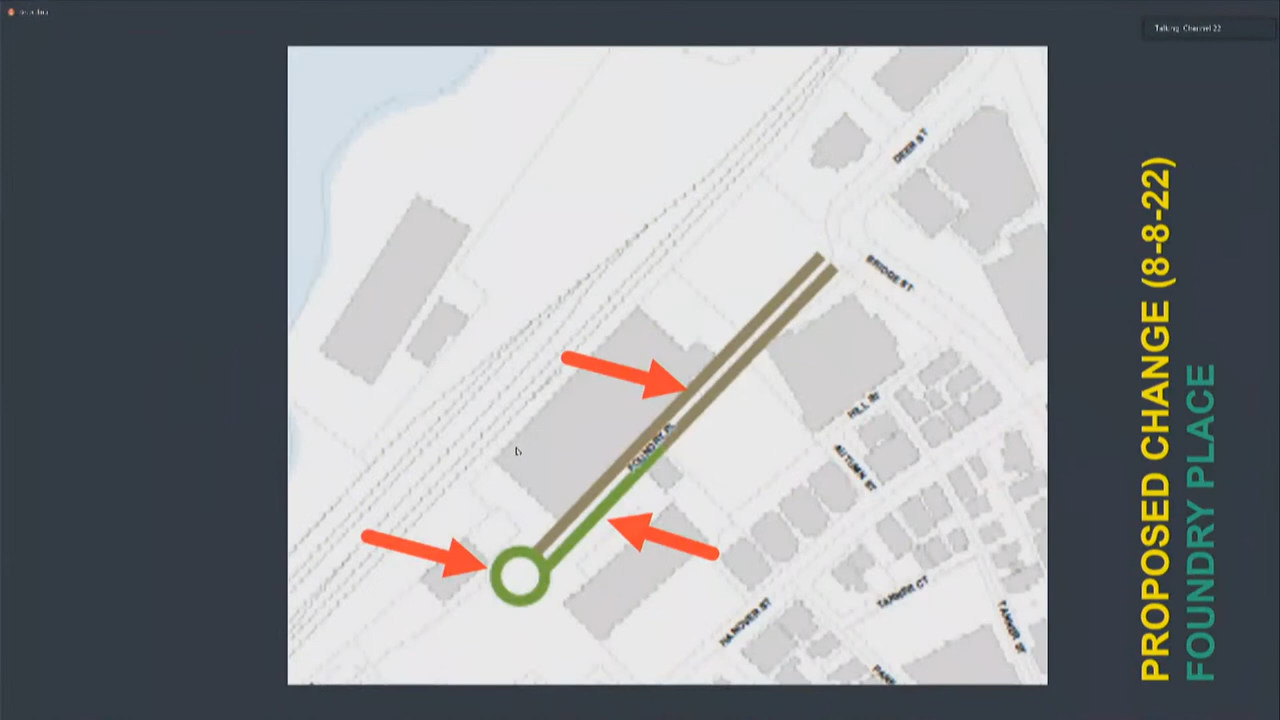 Talking: Channel 22
DEER ST
BRIDGE ST
HILL ST
AUTUMN ST
FOUNDRY PL
TANNER CT
HANOVER ST
TANNER ST
PROPOSED CHANGE (8-8-22)
FOUNDRY PLACE